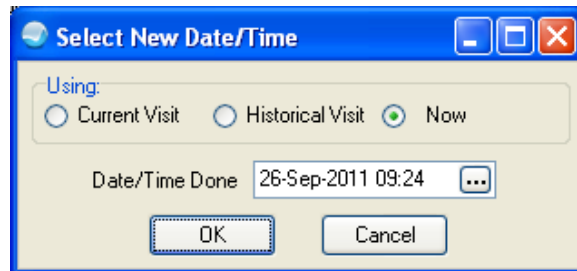 Select New Date/Time
Using:
Current Visit Historical Visit Now
Date/Time Done 26-Sep-2011 09:24 ...
OK Cancel